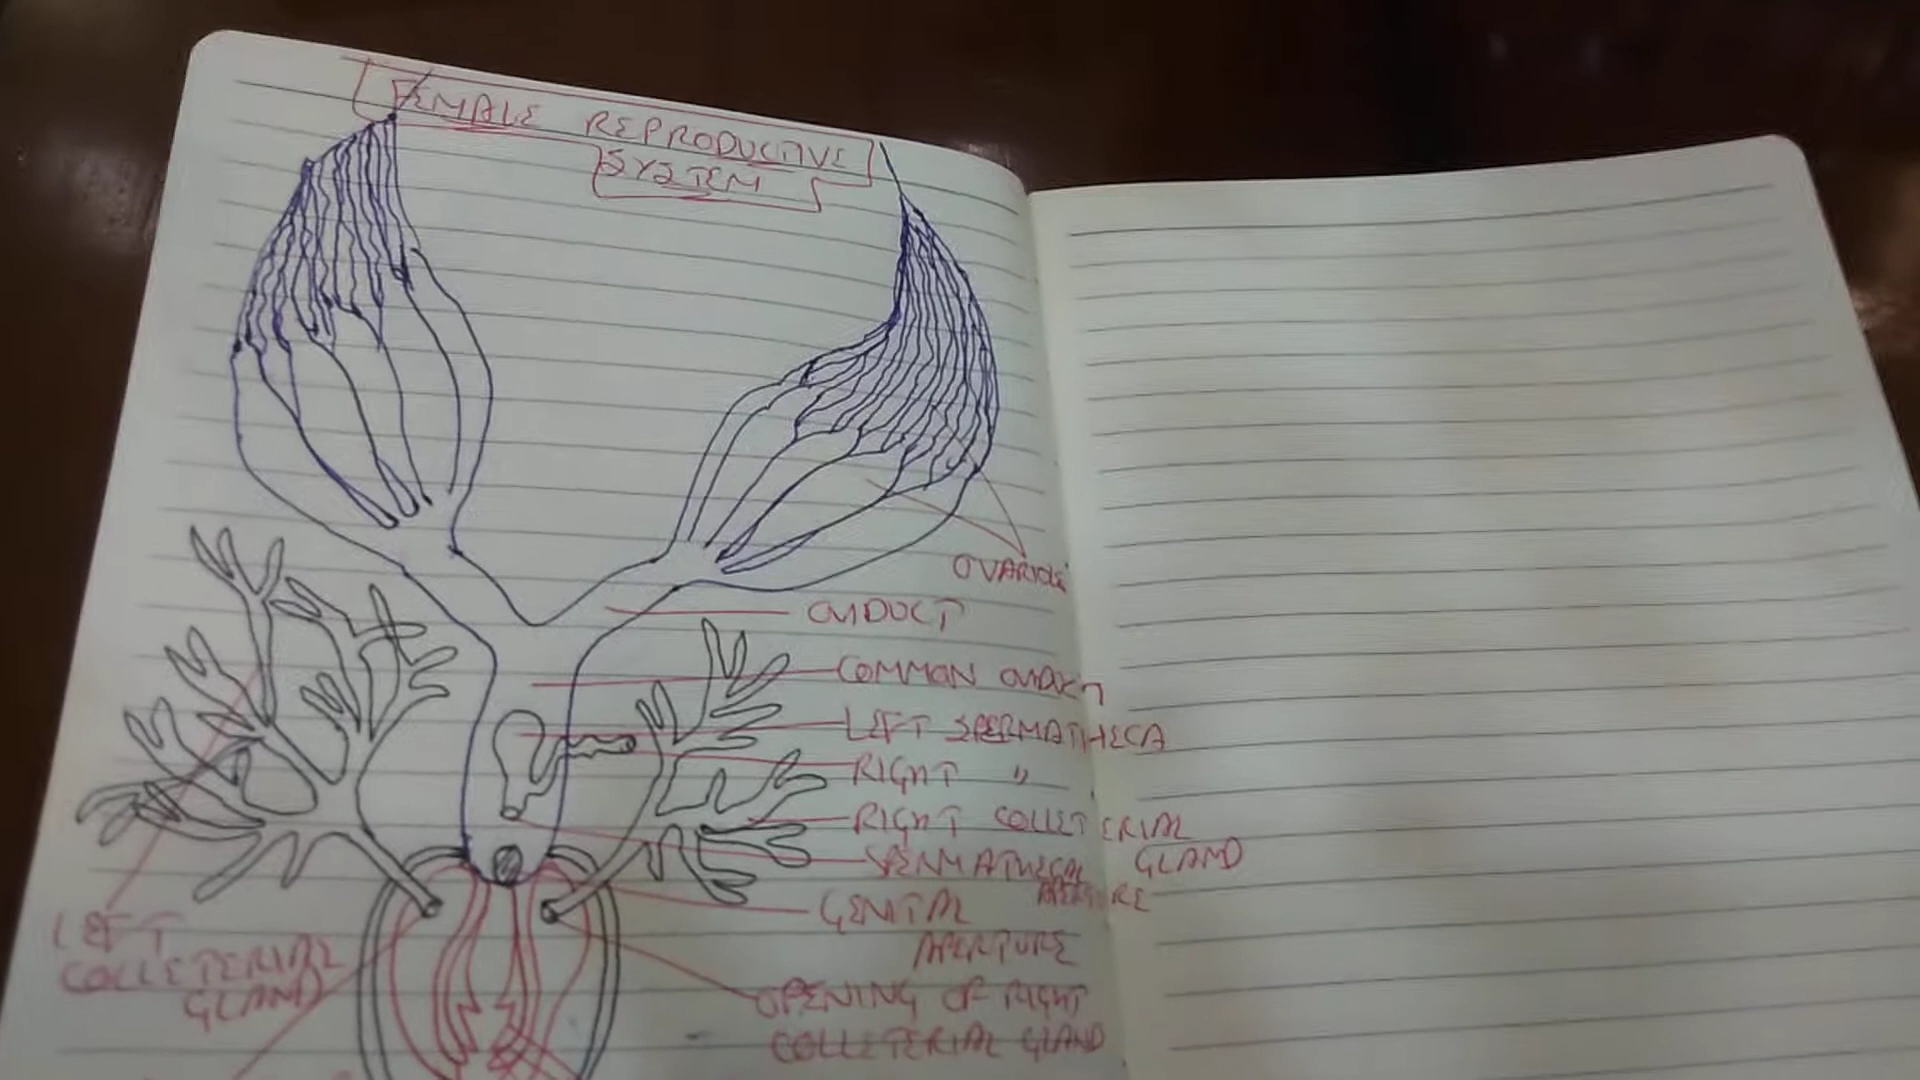 FEMALE REPRODUCTIVE
SYSTEM
OVARIOLE
OVIDUCT
COMMON OVIDUCT
LEFT SPERMATHECA
RIGHT "
RIGHT COLLETERIAL
GLAND
SPERMATHECAL
APERTURE
GENITAL
APERTURE
OPENING OF RIGHT
COLLETERIAL GLAND
LEFT
COLLETERIAL
GLAND